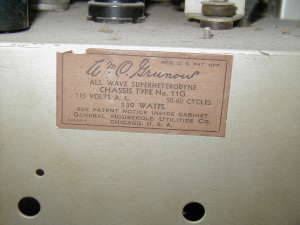 REG. U.S. PAT. OFF.
Wm. C. Grunow
ALL WAVE SUPERHETERODYNE
CHASSIS TYPE No. 11G
115 VOLTS A. C. 50-60 CYCLES
130 WATTS
SEE PATENT NOTICE INSIDE CABINET
GENERAL HOUSEHOLD UTILITIES CO.
CHICAGO, U. S. A.